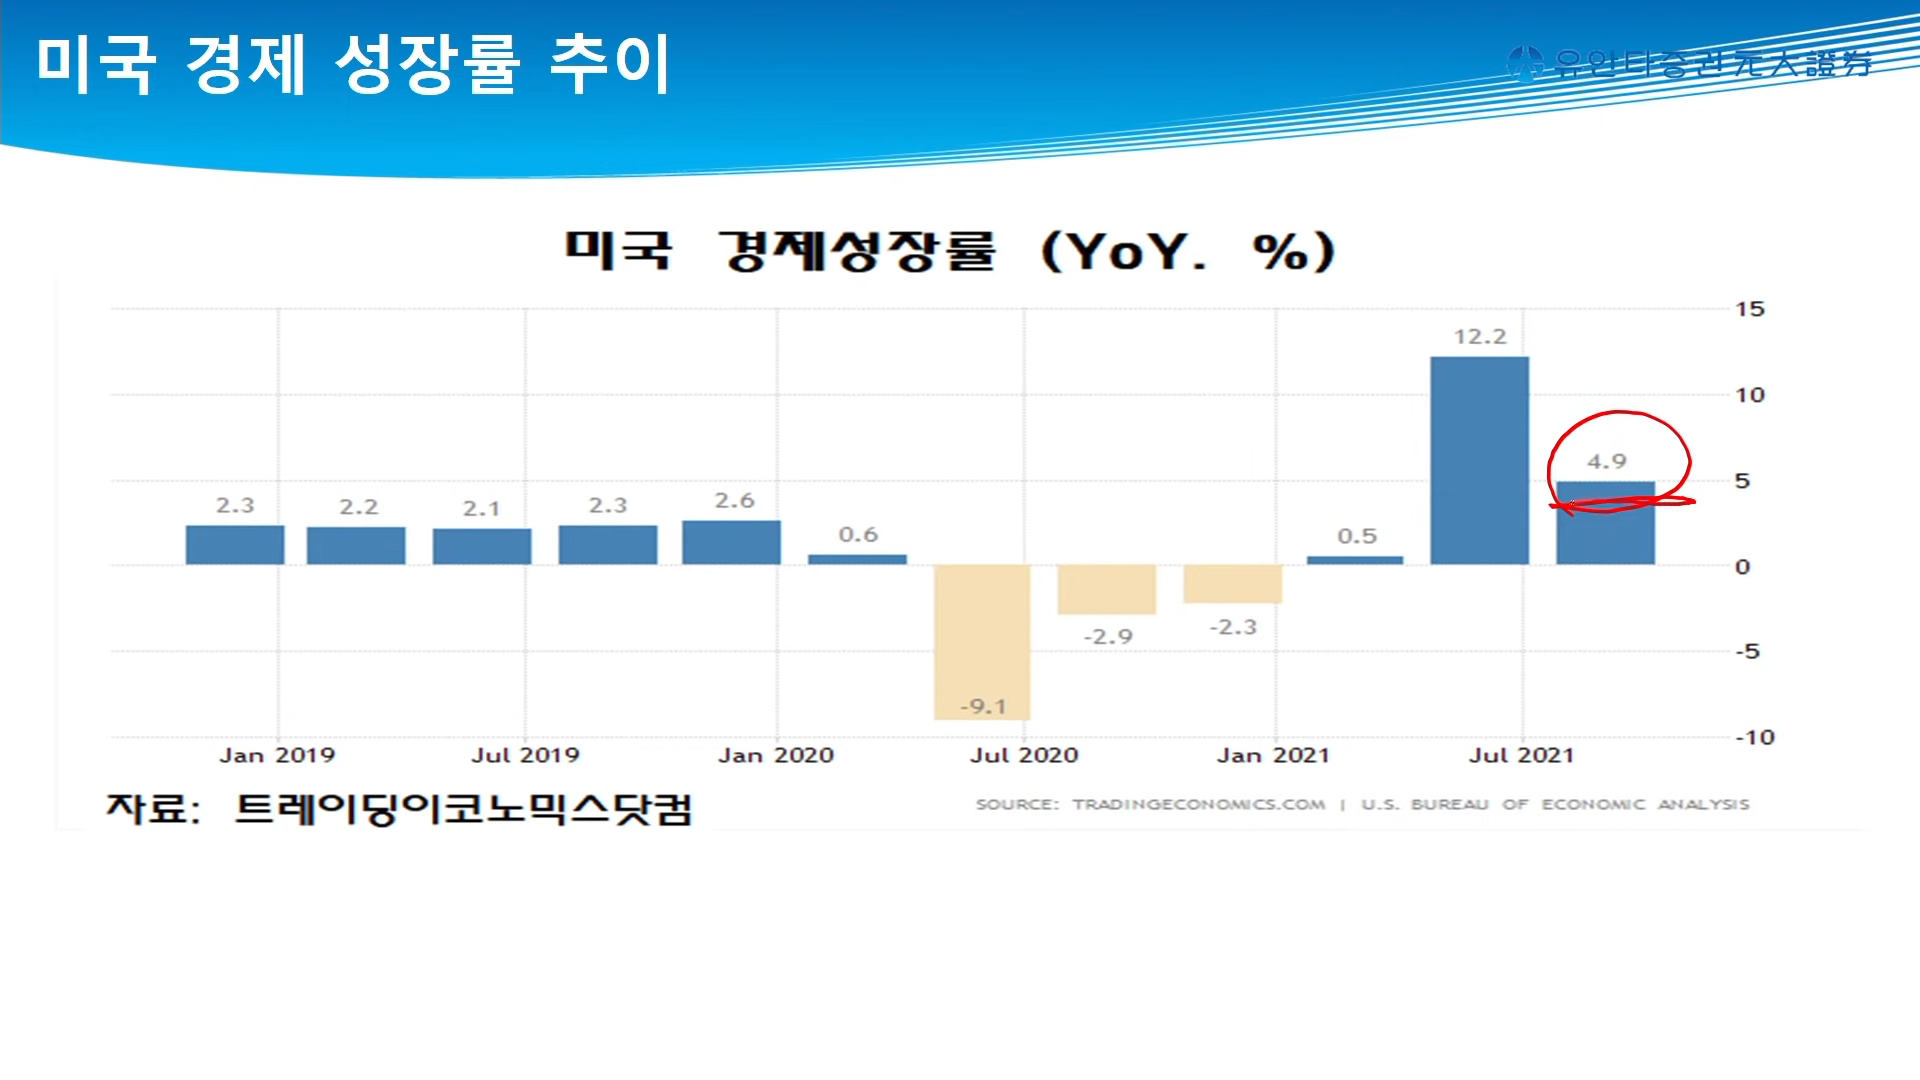 미국 경제 성장률 추이
유안타증권 元大證券
미국 경제성장률 (YoY. %)
15
12.2
10
4.9
5
2.3 2.2 2.1 2.3 2.6 0.6 0.5
0
-2.9 -2.3
-5
-9.1
-10
Jan 2019 Jul 2019 Jan 2020 Jul 2020 Jan 2021 Jul 2021
자료: 트레이딩이코노믹스닷컴
SOURCE: TRADINGECONOMICS.COM | U.S. BUREAU OF ECONOMIC ANALYSIS